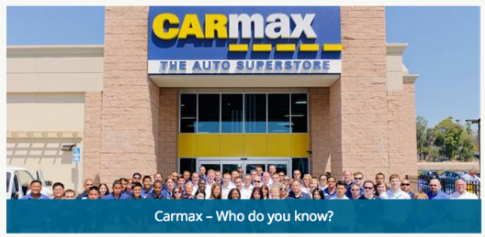 CARMAX
THE AUTO SUPERSTORE
Carmax – Who do you know?